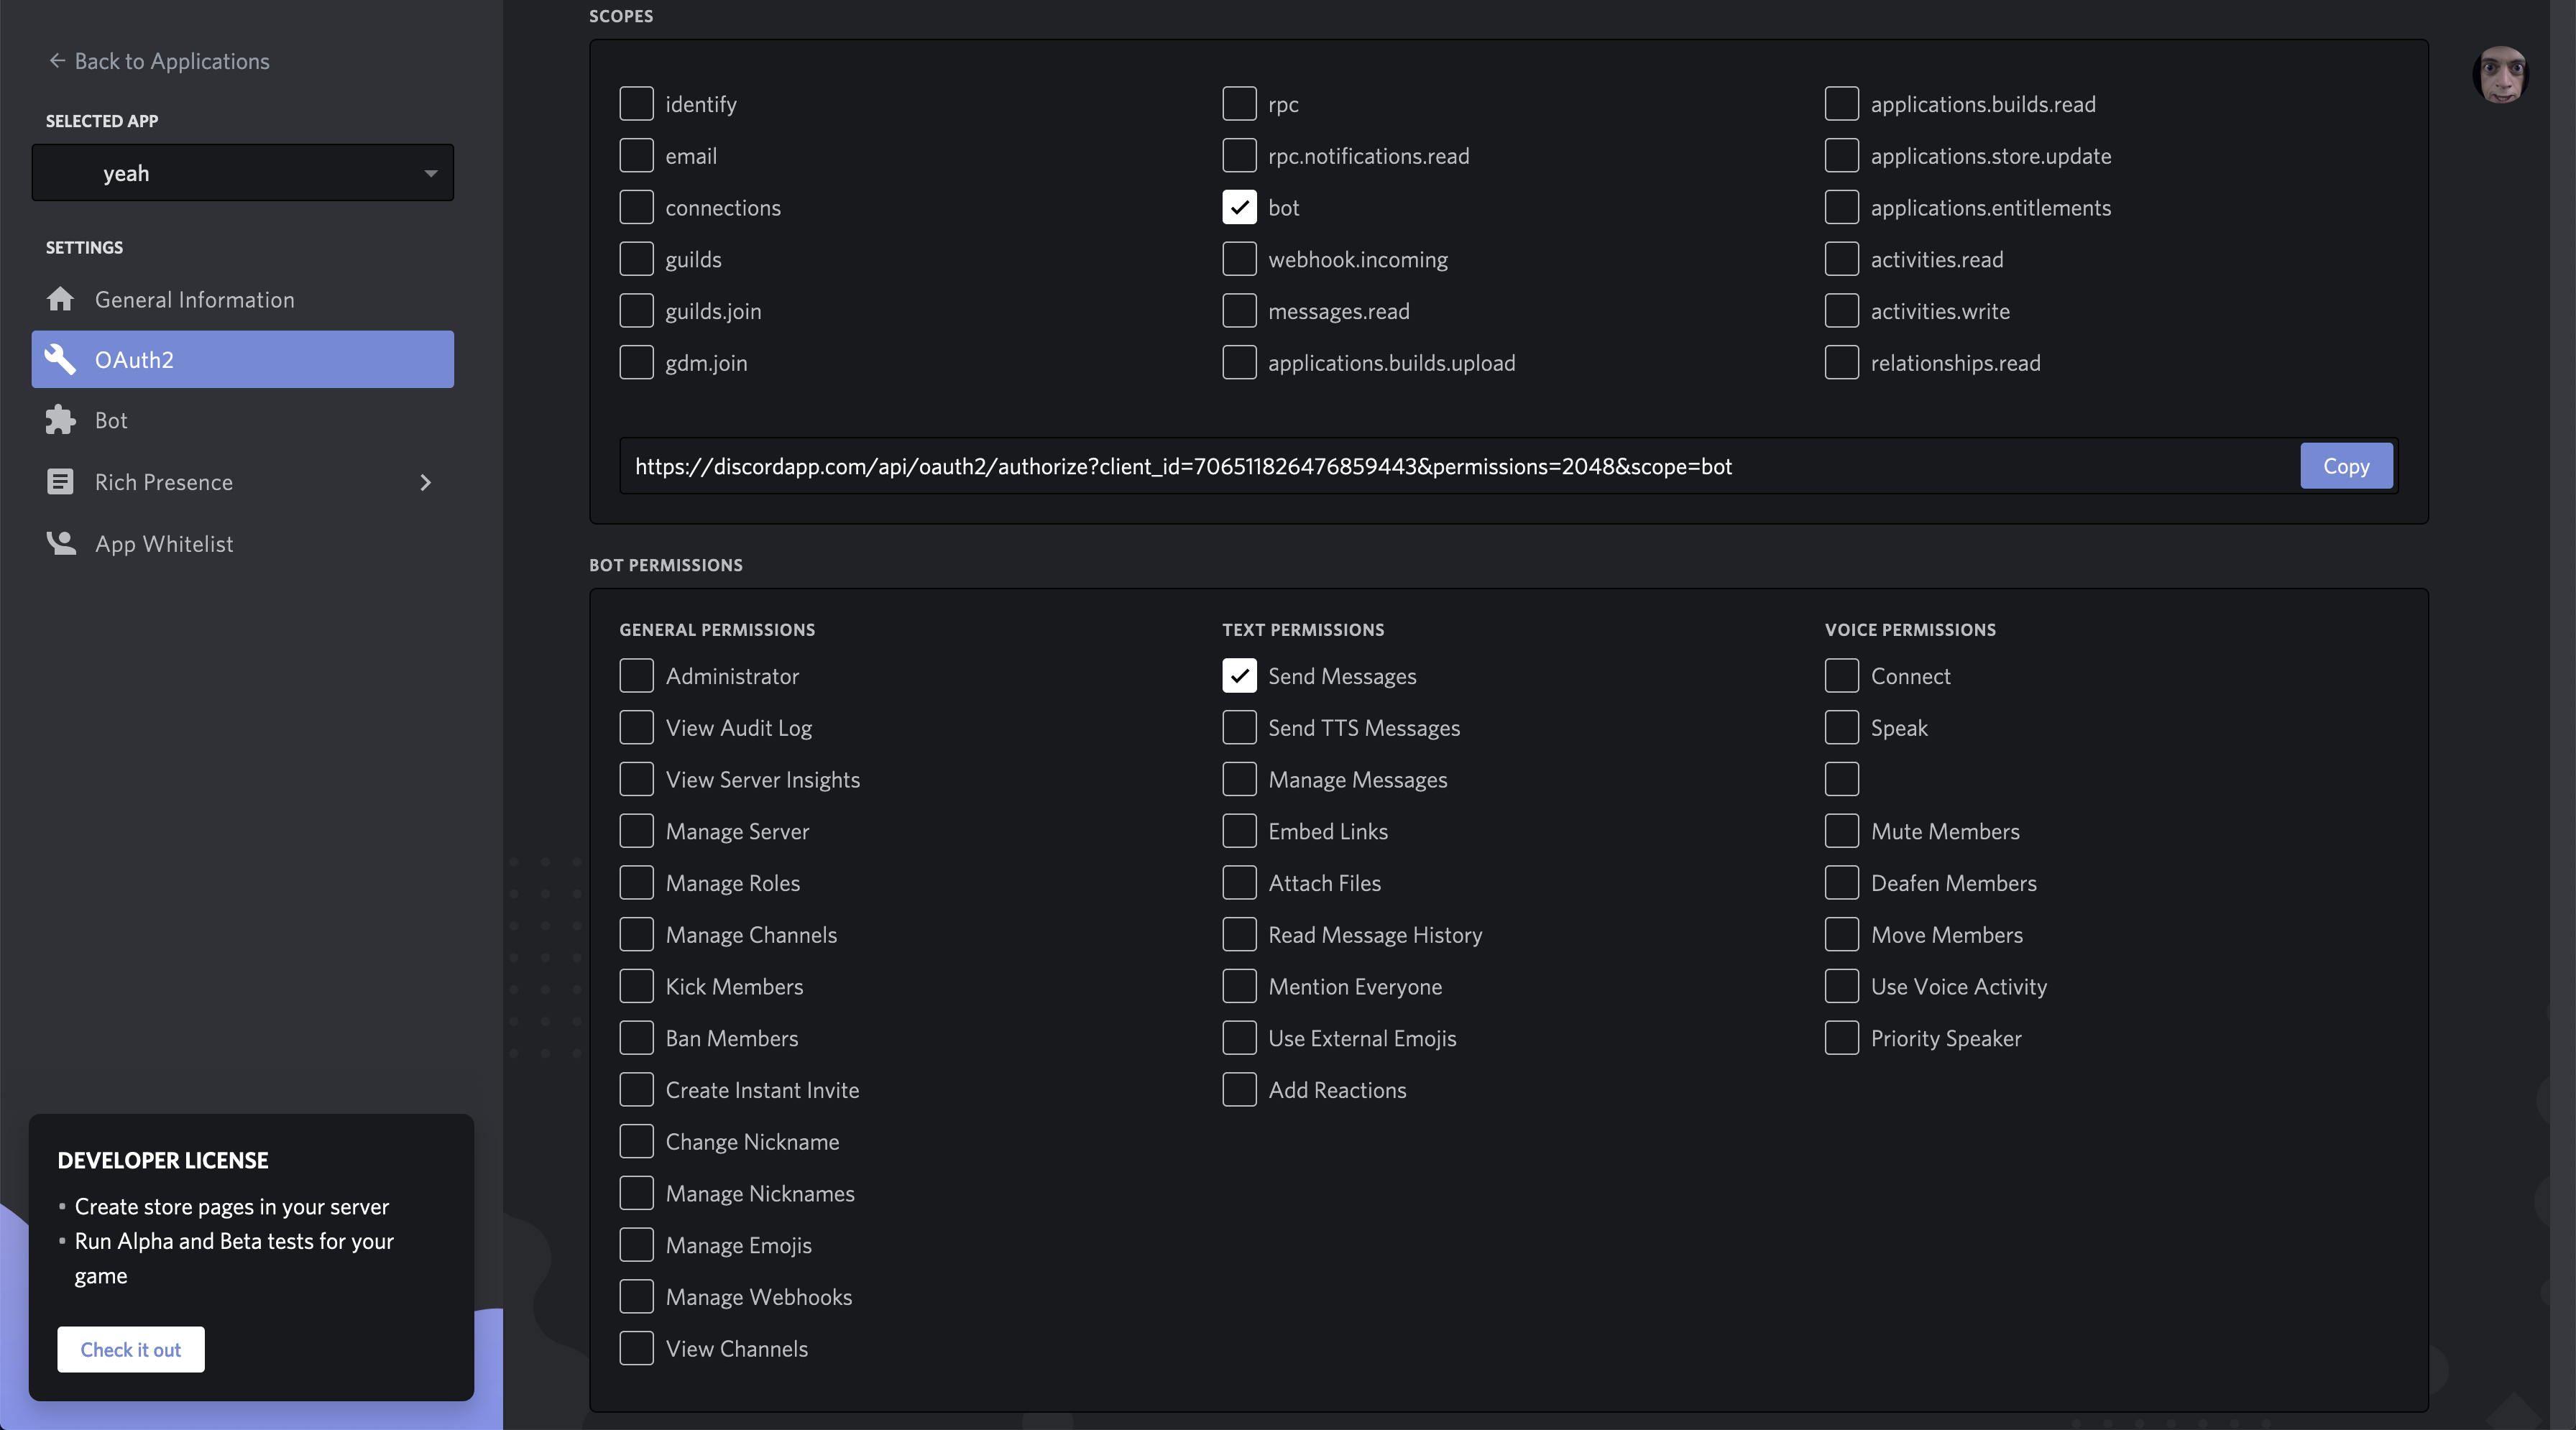 ← Back to Applications
SELECTED APP
yeah
SETTINGS
General Information
OAuth2
Bot
Rich Presence
App Whitelist
DEVELOPER LICENSE
• Create store pages in your server
• Run Alpha and Beta tests for your
game
Check it out
SCOPES
identify
email
connections
guilds
guilds.join
gdm.join
rpc
rpc.notifications.read
bot
webhook.incoming
messages.read
applications.builds.upload
applications.builds.read
applications.store.update
applications.entitlements
activities.read
activities.write
relationships.read
https://discordapp.com/api/oauth2/authorize?client_id=706511826476859443&permissions=2048&scope=bot
Copy
BOT PERMISSIONS
GENERAL PERMISSIONS
Administrator
View Audit Log
View Server Insights
Manage Server
Manage Roles
Manage Channels
Kick Members
Ban Members
Create Instant Invite
Change Nickname
Manage Nicknames
Manage Emojis
Manage Webhooks
View Channels
TEXT PERMISSIONS
Send Messages
Send TTS Messages
Manage Messages
Embed Links
Attach Files
Read Message History
Mention Everyone
Use External Emojis
Add Reactions
VOICE PERMISSIONS
Connect
Speak
Mute Members
Deafen Members
Move Members
Use Voice Activity
Priority Speaker